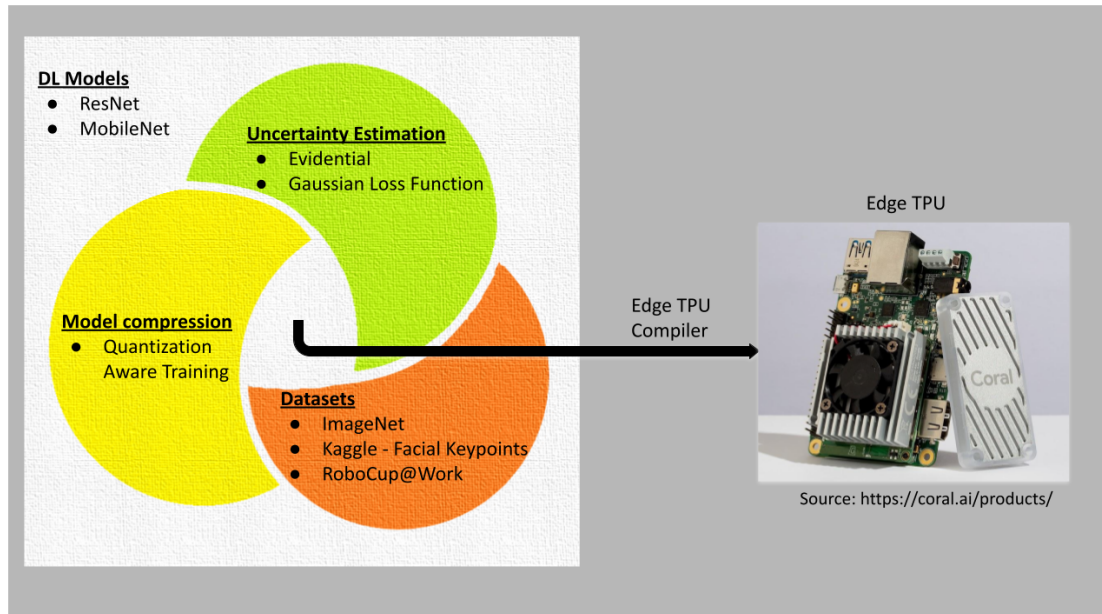 DL Models
● ResNet
● MobileNet
Uncertainty Estimation
● Evidential
● Gaussian Loss Function
Model compression
● Quantization
Aware Training
Datasets
● ImageNet
● Kaggle - Facial Keypoints
● RoboCup@Work
Edge TPU
Compiler
Edge TPU
Coral
Source: https://coral.ai/products/